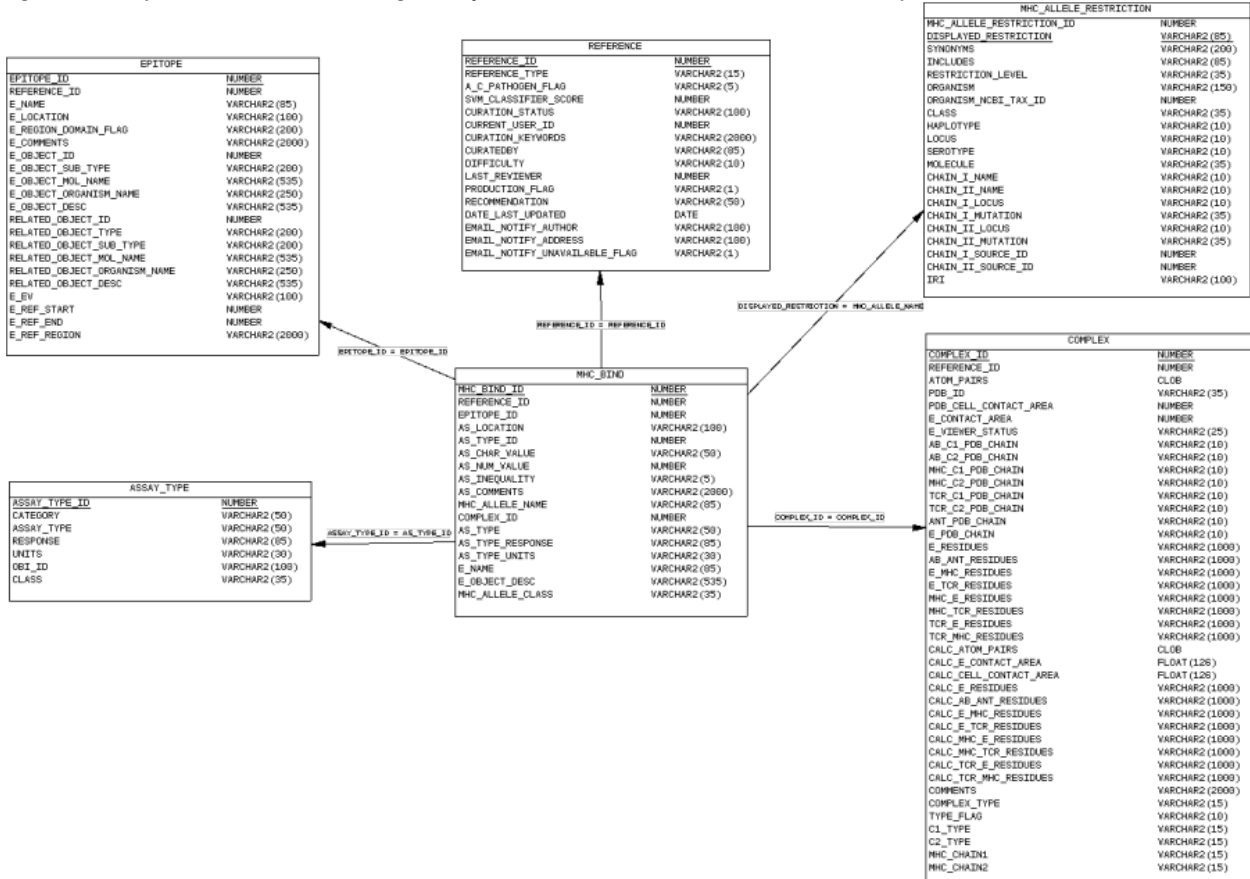 EPITOPE
EPITOPE_ID NUMBER
REFERENCE_ID NUMBER
E_NAME VARCHAR2(85)
E_LOCATION VARCHAR2(100)
E_REGION_DOMAIN_FLAG VARCHAR2(200)
E_COMMENTS VARCHAR2(2000)
E_OBJECT_ID NUMBER
E_OBJECT_SUB_TYPE VARCHAR2(200)
E_OBJECT_MOL_NAME VARCHAR2(535)
E_OBJECT_ORGANISM_NAME VARCHAR2(250)
E_OBJECT_DESC VARCHAR2(535)
RELATED_OBJECT_ID NUMBER
RELATED_OBJECT_TYPE VARCHAR2(200)
RELATED_OBJECT_SUB_TYPE VARCHAR2(200)
RELATED_OBJECT_MOL_NAME VARCHAR2(535)
RELATED_OBJECT_ORGANISM_NAME VARCHAR2(250)
RELATED_OBJECT_DESC VARCHAR2(535)
E_EV VARCHAR2(100)
E_REF_START NUMBER
E_REF_END NUMBER
E_REF_REGION VARCHAR2(2000)
REFERENCE
REFERENCE_ID NUMBER
REFERENCE_TYPE VARCHAR2(15)
A_C_PATHOGEN_FLAG VARCHAR2(5)
SVM_CLASSIFIER_SCORE NUMBER
CURATION_STATUS VARCHAR2(100)
CURRENT_USER_ID NUMBER
CURATION_KEYWORDS VARCHAR2(2000)
CURATEDBY VARCHAR2(85)
DIFFICULTY VARCHAR2(10)
LAST_REVIEWER NUMBER
PRODUCTION_FLAG VARCHAR2(1)
RECOMMENDATION VARCHAR2(50)
DATE_LAST_UPDATED DATE
EMAIL_NOTIFY_AUTHOR VARCHAR2(100)
EMAIL_NOTIFY_ADDRESS VARCHAR2(100)
EMAIL_NOTIFY_UNAVAILABLE_FLAG VARCHAR2(1)
MHC_ALLELE_RESTRICTION
MHC_ALLELE_RESTRICTION_ID NUMBER
DISPLAYED_RESTRICTION VARCHAR2(85)
SYNONYMS VARCHAR2(200)
INCLUDES VARCHAR2(85)
RESTRICTION_LEVEL VARCHAR2(35)
ORGANISM VARCHAR2(150)
ORGANISM_NCBI_TAX_ID NUMBER
CLASS VARCHAR2(35)
HAPLOTYPE VARCHAR2(10)
LOCUS VARCHAR2(10)
SEROTYPE VARCHAR2(10)
MOLECULE VARCHAR2(35)
CHAIN_I_NAME VARCHAR2(10)
CHAIN_II_NAME VARCHAR2(10)
CHAIN_I_LOCUS VARCHAR2(10)
CHAIN_I_MUTATION VARCHAR2(35)
CHAIN_II_LOCUS VARCHAR2(10)
CHAIN_II_MUTATION VARCHAR2(35)
CHAIN_I_SOURCE_ID NUMBER
CHAIN_II_SOURCE_ID NUMBER
IRI VARCHAR2(100)
DISPLAYED_RESTRICTION = MHC_ALLELE_NAME
REFERENCE_ID = REFERENCE_ID
EPITOPE_ID = EPITOPE_ID
MHC_BIND
MHC_BIND_ID NUMBER
REFERENCE_ID NUMBER
EPITOPE_ID NUMBER
AS_LOCATION VARCHAR2(100)
AS_TYPE_ID NUMBER
AS_CHAR_VALUE VARCHAR2(50)
AS_NUM_VALUE NUMBER
AS_INEQUALITY VARCHAR2(5)
AS_COMMENTS VARCHAR2(2000)
MHC_ALLELE_NAME VARCHAR2(85)
COMPLEX_ID NUMBER
AS_TYPE VARCHAR2(50)
AS_TYPE_RESPONSE VARCHAR2(85)
AS_TYPE_UNITS VARCHAR2(30)
E_NAME VARCHAR2(85)
E_OBJECT_DESC VARCHAR2(535)
MHC_ALLELE_CLASS VARCHAR2(35)
ASSAY_TYPE
ASSAY_TYPE_ID NUMBER
CATEGORY VARCHAR2(50)
ASSAY_TYPE VARCHAR2(50)
RESPONSE VARCHAR2(85)
UNITS VARCHAR2(30)
OBI_ID VARCHAR2(100)
CLASS VARCHAR2(35)
ASSAY_TYPE_ID = AS_TYPE_ID
COMPLEX_ID = COMPLEX_ID
COMPLEX
COMPLEX_ID NUMBER
REFERENCE_ID NUMBER
ATOM_PAIRS CLOB
PDB_ID VARCHAR2(35)
PDB_CELL_CONTACT_AREA NUMBER
E_CONTACT_AREA NUMBER
E_VIEWER_STATUS VARCHAR2(25)
AB_C1_PDB_CHAIN VARCHAR2(10)
AB_C2_PDB_CHAIN VARCHAR2(10)
MHC_C1_PDB_CHAIN VARCHAR2(10)
MHC_C2_PDB_CHAIN VARCHAR2(10)
TCR_C1_PDB_CHAIN VARCHAR2(10)
TCR_C2_PDB_CHAIN VARCHAR2(10)
ANT_PDB_CHAIN VARCHAR2(10)
E_PDB_CHAIN VARCHAR2(10)
E_RESIDUES VARCHAR2(1000)
AB_ANT_RESIDUES VARCHAR2(1000)
E_MHC_RESIDUES VARCHAR2(1000)
E_TCR_RESIDUES VARCHAR2(1000)
MHC_E_RESIDUES VARCHAR2(1000)
MHC_TCR_RESIDUES VARCHAR2(1000)
TCR_E_RESIDUES VARCHAR2(1000)
TCR_MHC_RESIDUES VARCHAR2(1000)
CALC_ATOM_PAIRS CLOB
CALC_E_CONTACT_AREA FLOAT(126)
CALC_CELL_CONTACT_AREA FLOAT(126)
CALC_E_RESIDUES VARCHAR2(1000)
CALC_AB_ANT_RESIDUES VARCHAR2(1000)
CALC_E_MHC_RESIDUES VARCHAR2(1000)
CALC_E_TCR_RESIDUES VARCHAR2(1000)
CALC_MHC_E_RESIDUES VARCHAR2(1000)
CALC_MHC_TCR_RESIDUES VARCHAR2(1000)
CALC_TCR_E_RESIDUES VARCHAR2(1000)
CALC_TCR_MHC_RESIDUES VARCHAR2(1000)
COMMENTS VARCHAR2(2000)
COMPLEX_TYPE VARCHAR2(15)
TYPE_FLAG VARCHAR2(10)
C1_TYPE VARCHAR2(15)
C2_TYPE VARCHAR2(15)
MHC_CHAIN1 VARCHAR2(15)
MHC_CHAIN2 VARCHAR2(15)